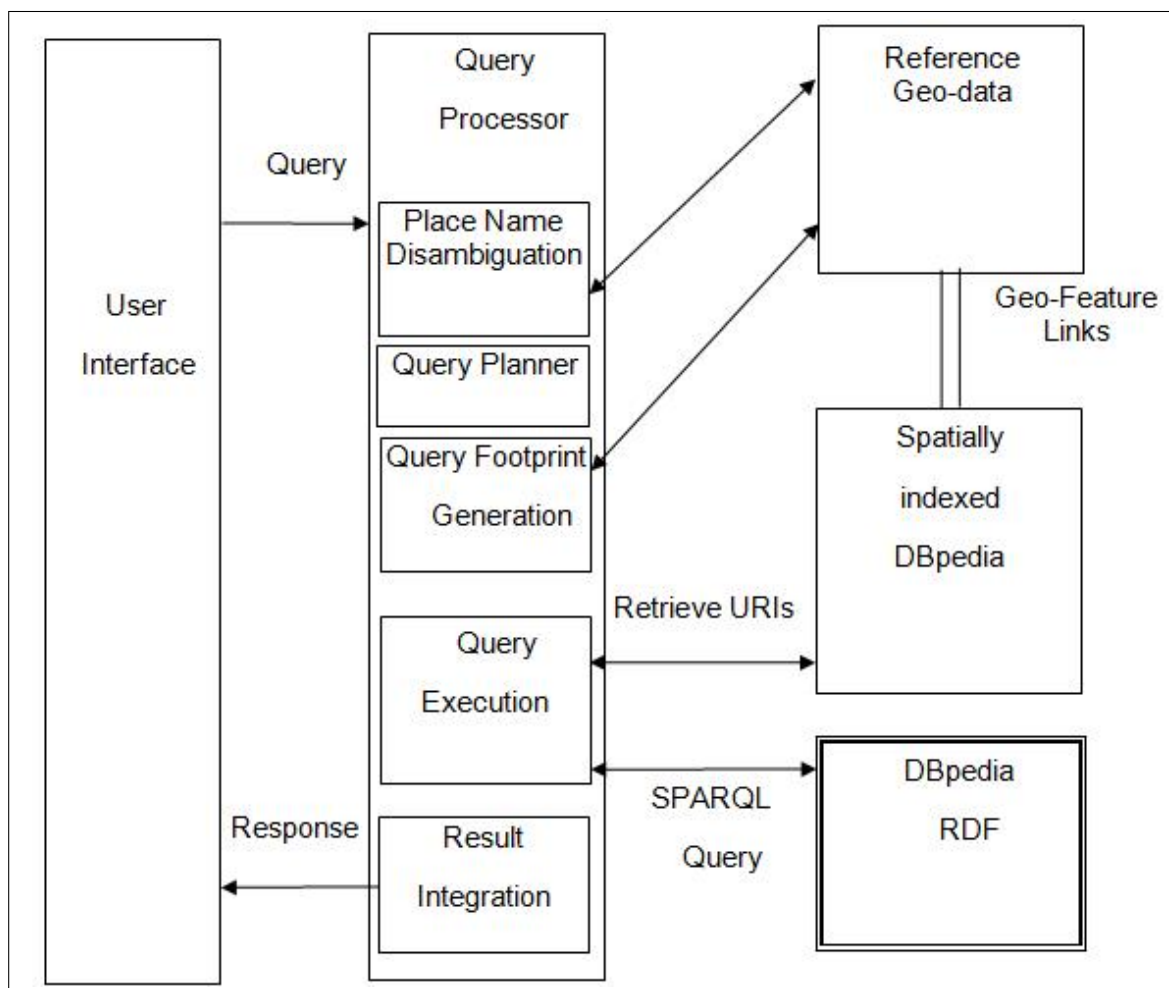 User
Interface
Query
Response
Query
Processor
Place Name
Disambiguation
Query Planner
Query Footprint
Generation
Query
Execution
Result
Integration
Retrieve URIs
SPARQL
Query
Reference
Geo-data
Geo-Feature
Links
Spatially
indexed
DBpedia
DBpedia
RDF